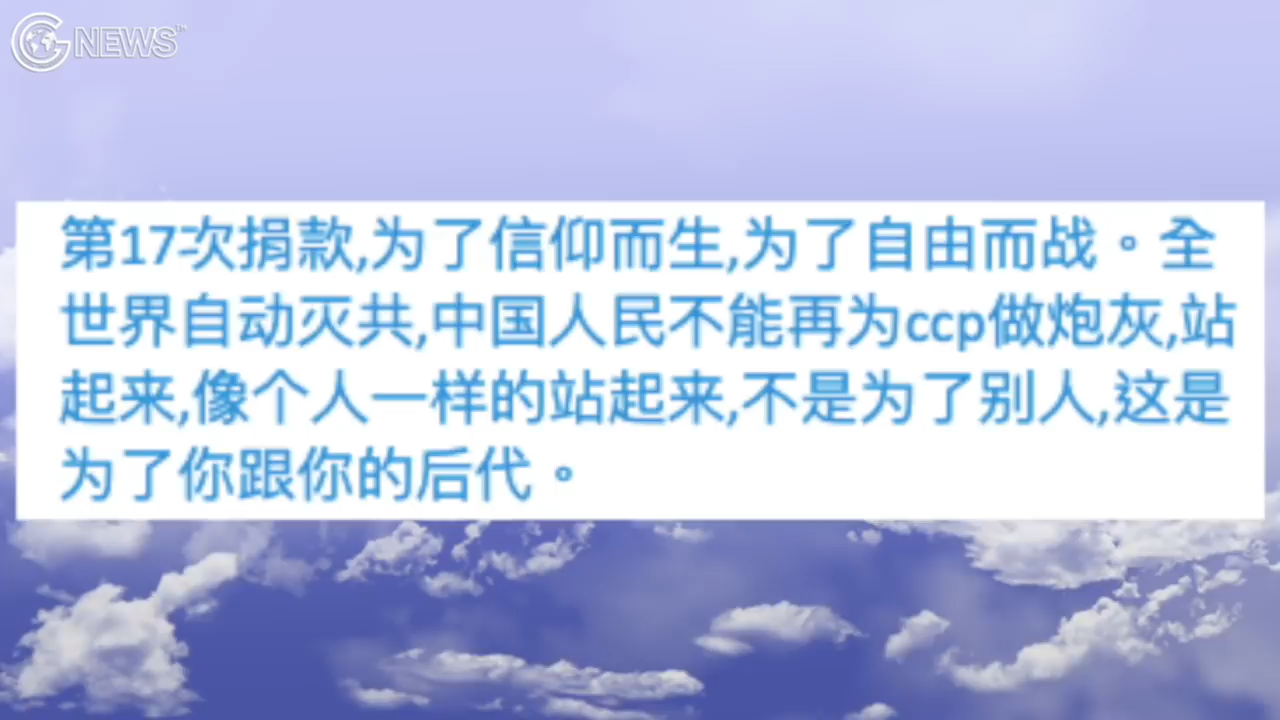 GNEWS™
第17次捐款,为了信仰而生,为了自由而战。全
世界自动灭共,中国人民不能再为ccp做炮灰,站
起来,像个人一样的站起来,不是为了别人,这是
为了你跟你的后代。